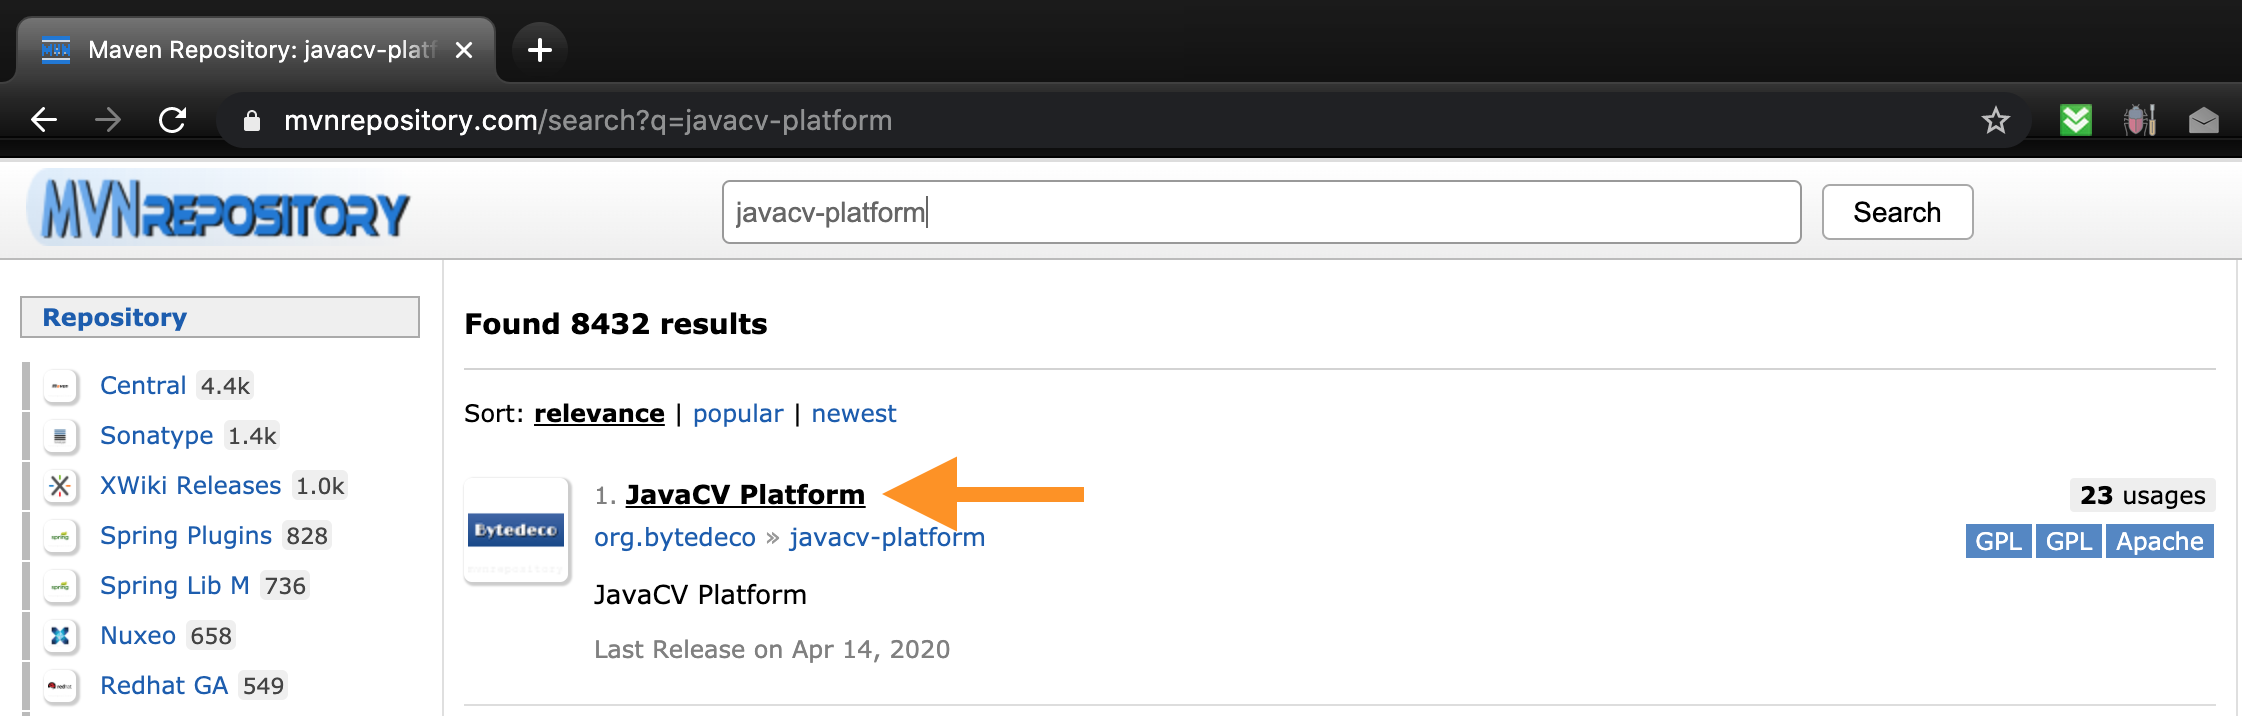 Maven Repository: javacv-platf
mvnrepository.com/search?q=javacv-platform
MVNREPOSITORY
javacv-platform
Search
Repository
Central 4.4k
Sonatype 1.4k
XWiki Releases 1.0k
Spring Plugins 828
Spring Lib M 736
Nuxeo 658
Redhat GA 549
Found 8432 results
Sort: relevance | popular | newest
Bytedeco
mvnrepository
1. JavaCV Platform
23 usages
org.bytedeco » javacv-platform
GPL GPL Apache
JavaCV Platform
Last Release on Apr 14, 2020